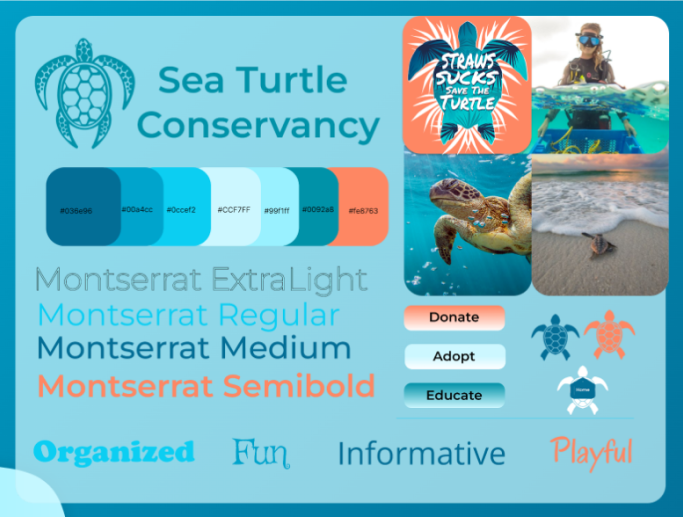 Sea Turtle
Conservancy
STRAWS
SUCKS
SAVE THE
TURTLE
#036e96
#00a4cc
#0ccef2
#CCF7FF
#99f1ff
#0092a8
#fe8763
Montserrat ExtraLight
Montserrat Regular
Montserrat Medium
Montserrat Semibold
Donate
Adopt
Educate
Home
Organized
Fun
Informative
Playful